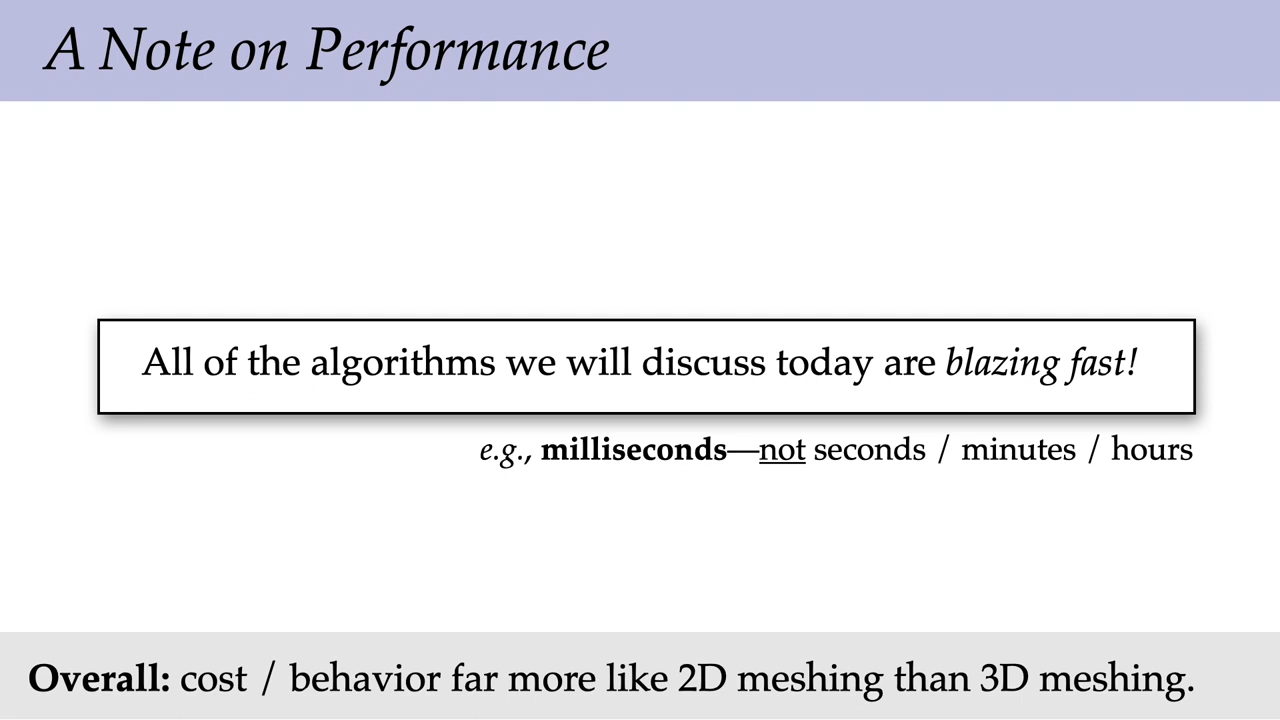 A Note on Performance
All of the algorithms we will discuss today are blazing fast!
e.g., milliseconds—not seconds / minutes / hours
Overall: cost / behavior far more like 2D meshing than 3D meshing.